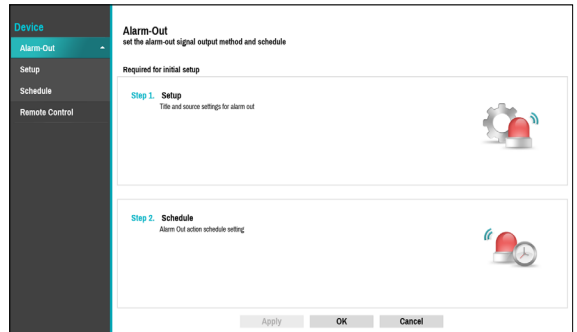 Device
Alarm-Out
Setup
Schedule
Remote Control
Alarm-Out
set the alarm-out signal output method and schedule
Required for initial setup
Step 1. Setup
Title and source settings for alarm out
Step 2. Schedule
Alarm Out action schedule setting
Apply OK Cancel